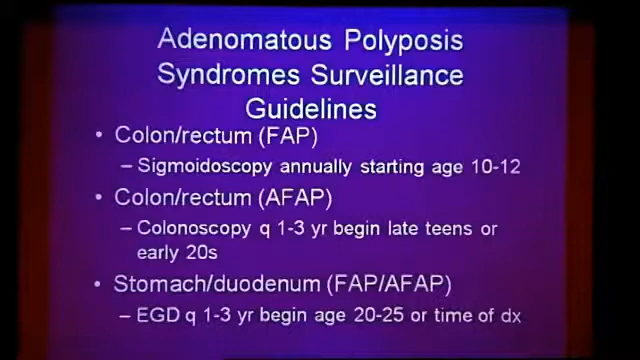 Adenomatous Polyposis
Syndromes Surveillance
Guidelines
• Colon/rectum (FAP)
– Sigmoidoscopy annually starting age 10-12
• Colon/rectum (AFAP)
– Colonoscopy q 1-3 yr begin late teens or
early 20s
• Stomach/duodenum (FAP/AFAP)
– EGD q 1-3 yr begin age 20-25 or time of dx